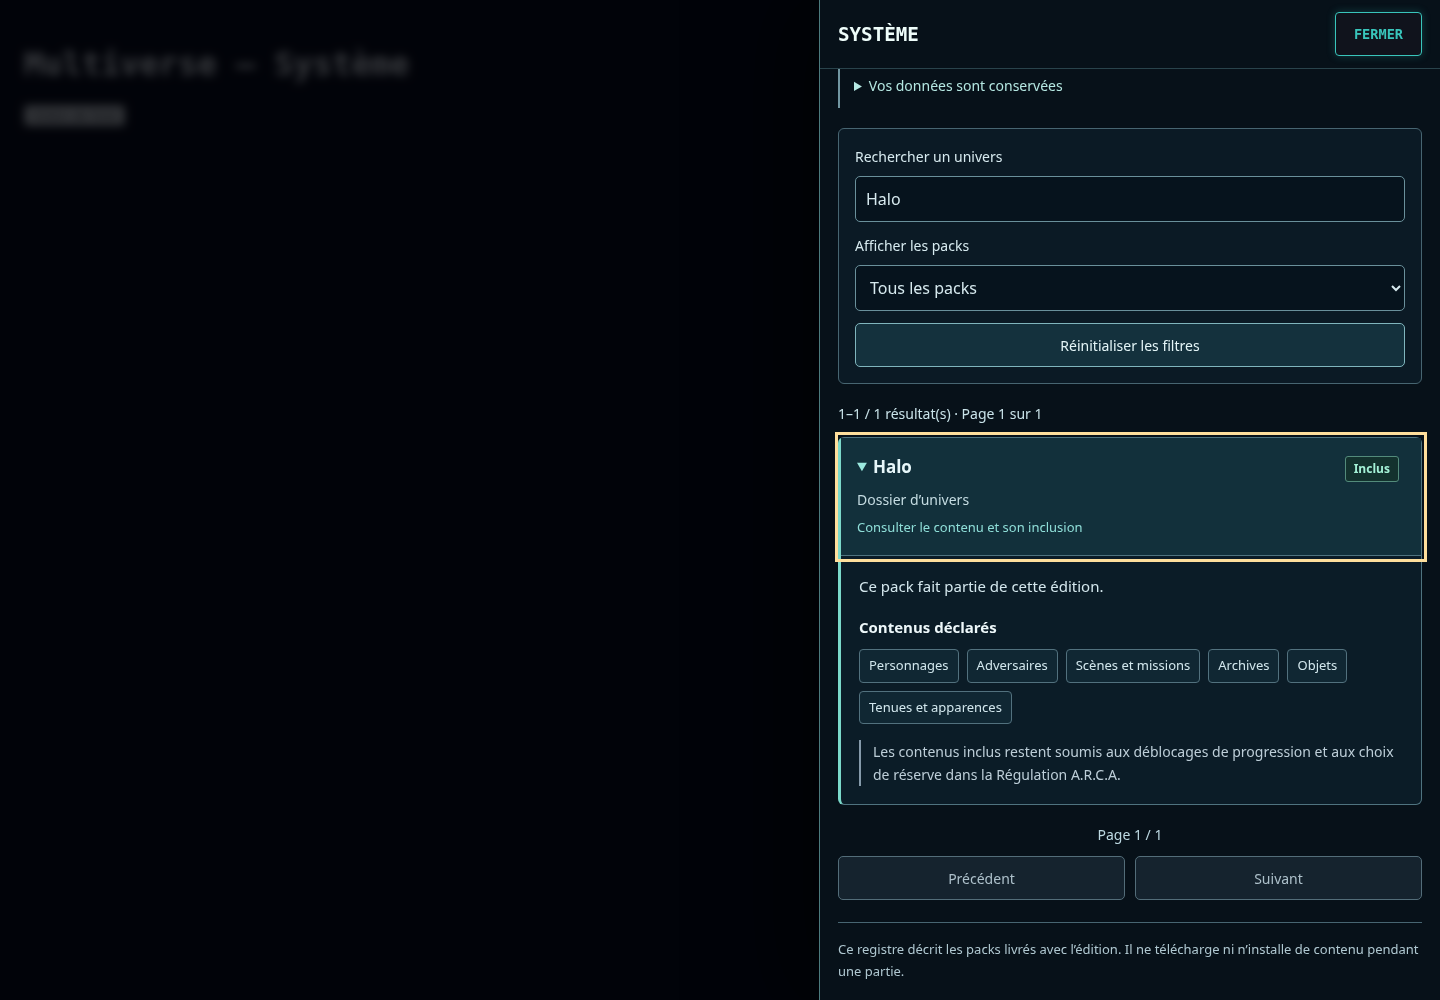 Multiverse — Système
SYSTÈME
FERMER
▶ Vos données sont conservées
Rechercher un univers
Halo
Afficher les packs
Tous les packs
Réinitialiser les filtres
1–1 / 1 résultat(s) · Page 1 sur 1
▼ Halo
Inclus
Dossier d’univers
Consulter le contenu et son inclusion
Ce pack fait partie de cette édition.
Contenus déclarés
Personnages
Adversaires
Scènes et missions
Archives
Objets
Tenues et apparences
Les contenus inclus restent soumis aux déblocages de progression et aux choix
de réserve dans la Régulation A.R.C.A.
Page 1 / 1
Précédent
Suivant
Ce registre décrit les packs livrés avec l’édition. Il ne télécharge ni n’installe de contenu pendant
une partie.